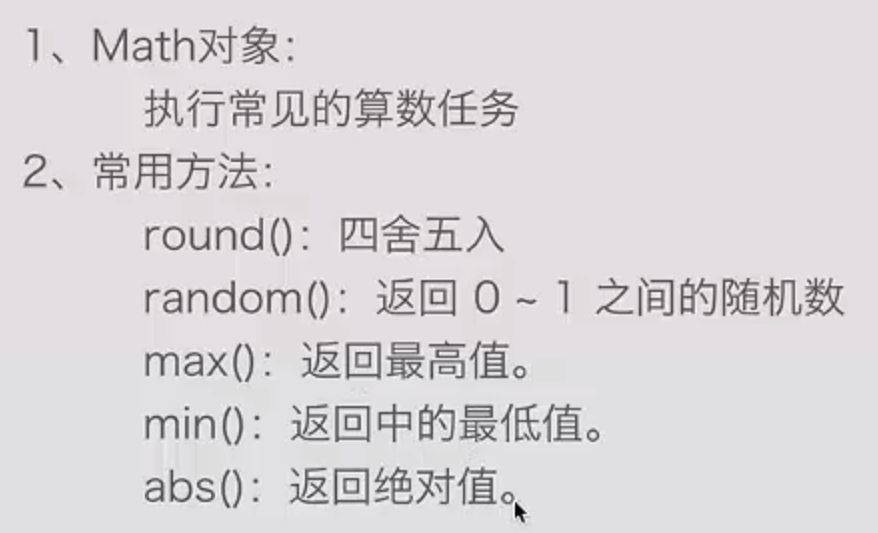 1、Math对象：
执行常见的算数任务
2、常用方法：
round()：四舍五入
random()：返回 0 ~ 1 之间的随机数
max()：返回最高值。
min()：返回中的最低值。
abs()：返回绝对值。